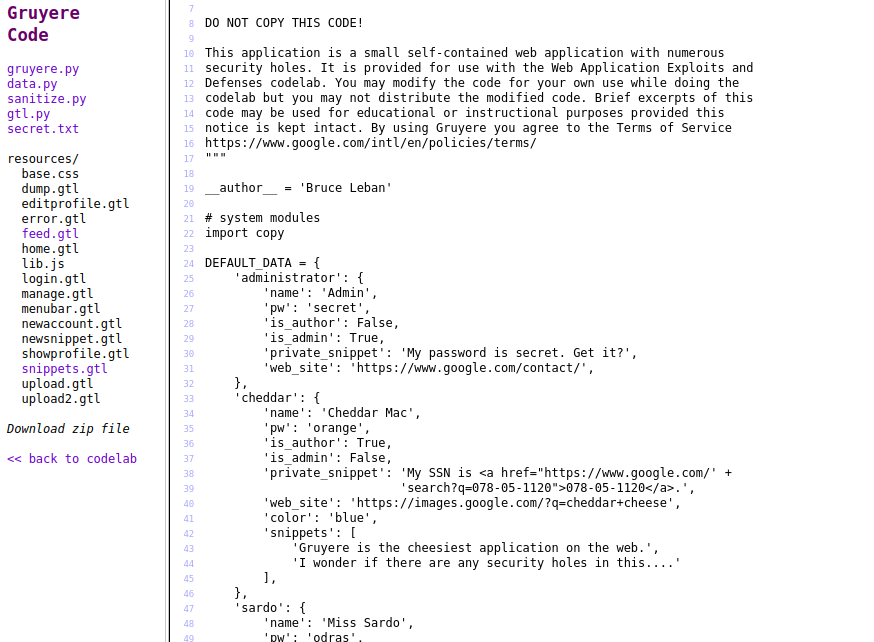 Gruyere
Code
gruyere.py
data.py
sanitize.py
gtl.py
secret.txt
resources/
base.css
dump.gtl
editprofile.gtl
error.gtl
feed.gtl
home.gtl
lib.js
login.gtl
manage.gtl
menubar.gtl
newaccount.gtl
newsnippet.gtl
showprofile.gtl
snippets.gtl
upload.gtl
upload2.gtl
Download zip file
<< back to codelab
7
8 DO NOT COPY THIS CODE!
9
10 This application is a small self-contained web application with numerous
11 security holes. It is provided for use with the Web Application Exploits and
12 Defenses codelab. You may modify the code for your own use while doing the
13 codelab but you may not distribute the modified code. Brief excerpts of this
14 code may be used for educational or instructional purposes provided this
15 notice is kept intact. By using Gruyere you agree to the Terms of Service
16 https://www.google.com/intl/en/policies/terms/
17 """
18
19 __author__ = 'Bruce Leban'
20
21 # system modules
22 import copy
23
24 DEFAULT_DATA = {
25     'administrator': {
26         'name': 'Admin',
27         'pw': 'secret',
28         'is_author': False,
29         'is_admin': True,
30         'private_snippet': 'My password is secret. Get it?',
31         'web_site': 'https://www.google.com/contact/',
32     },
33     'cheddar': {
34         'name': 'Cheddar Mac',
35         'pw': 'orange',
36         'is_author': True,
37         'is_admin': False,
38         'private_snippet': 'My SSN is <a href="https://www.google.com/' +
39                            'search?q=078-05-1120">078-05-1120</a>.',
40         'web_site': 'https://images.google.com/?q=cheddar+cheese',
41         'color': 'blue',
42         'snippets': [
43             'Gruyere is the cheesiest application on the web.',
44             'I wonder if there are any security holes in this....'
45         ],
46     },
47     'sardo': {
48         'name': 'Miss Sardo',
49         'pw': 'odras',